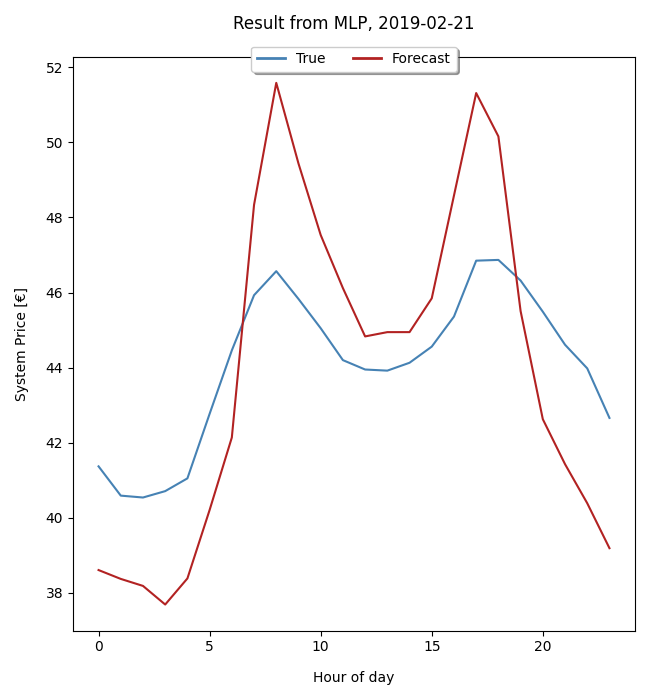 Result from MLP, 2019-02-21
True Forecast
52
50
48
46
44
42
40
38
System Price [€]
0 5 10 15 20
Hour of day